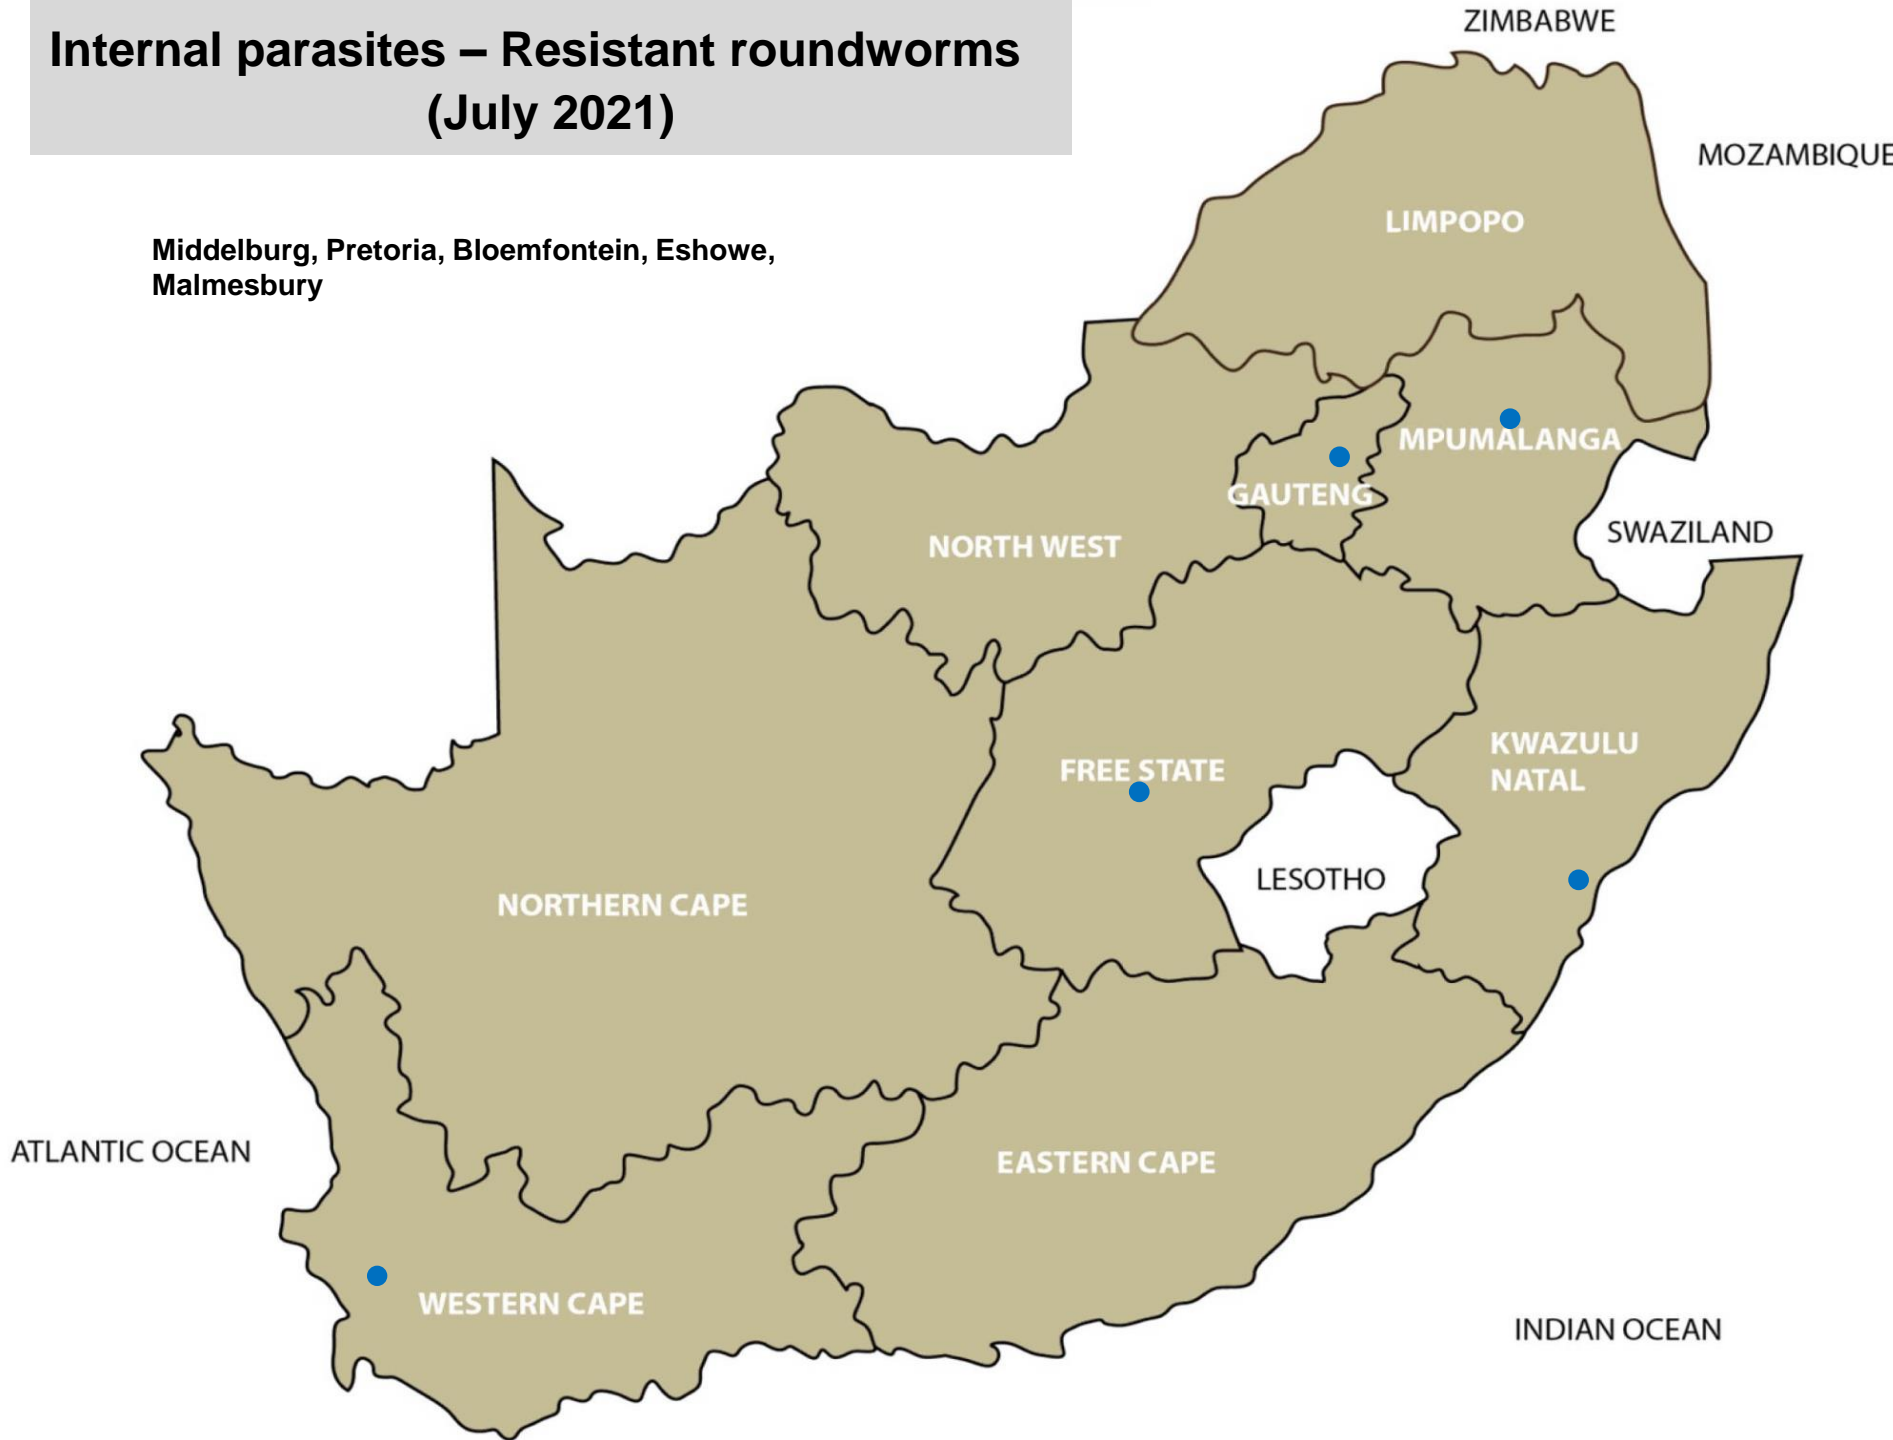 Internal parasites – Resistant roundworms
(July 2021)
Middelburg, Pretoria, Bloemfontein, Eshowe,
Malmesbury
ZIMBABWE
MOZAMBIQUE
LIMPOPO
MPUMALANGA
GAUTENG
SWAZILAND
NORTH WEST
KWAZULU
NATAL
FREE STATE
LESOTHO
NORTHERN CAPE
ATLANTIC OCEAN
EASTERN CAPE
WESTERN CAPE
INDIAN OCEAN